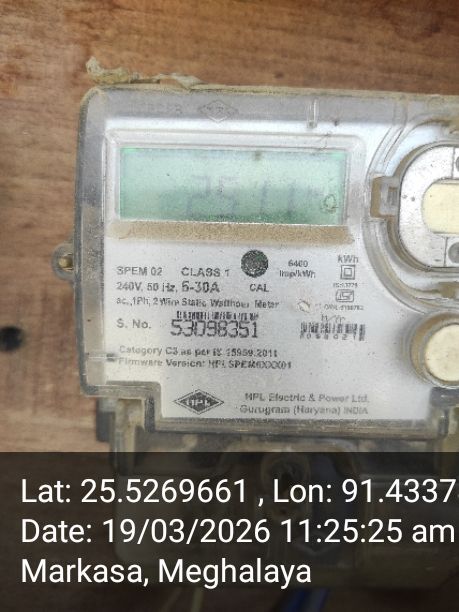 SPEM 02 CLASS 1 CAL 6400 imp/kWh kWh
240V, 50 Hz, 5-30A
ac, 1Ph, 2 Wire Static Watthour Meter
S. No. 53098351
Category C3 as per IS 15959:2011
Firmware Version:
HPL
HPL Electric & Power Ltd.
Gurugram (Haryana) INDIA
Lat: 25.5269661 , Lon: 91.4337
Date: 19/03/2026 11:25:25 am
Markasa, Meghalaya